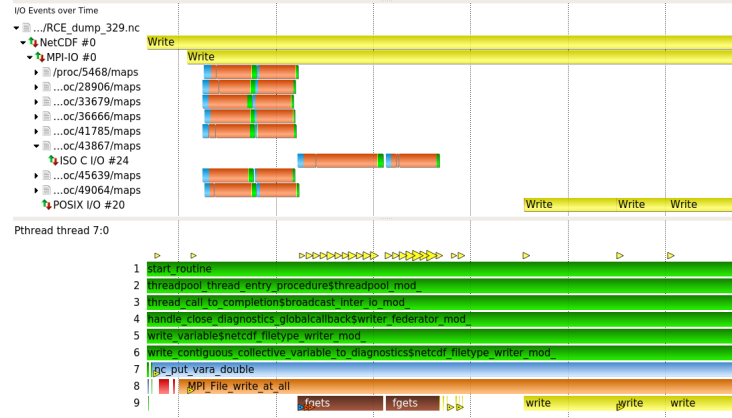 I/O Events over Time
.../RCE_dump_329.nc
NetCDF #0 Write
MPI-IO #0 Write
/proc/5468/maps
...oc/28906/maps
...oc/33679/maps
...oc/36666/maps
...oc/41785/maps
...oc/43867/maps
ISO C I/O #24
...oc/45639/maps
...oc/49064/maps
POSIX I/O #20 Write Write Write
Pthread thread 7:0
1 start_routine
2 threadpool_thread_entry_procedure$threadpool_mod_
3 thread_call_to_completion$broadcast_inter_io_mod_
4 handle_close_diagnostics_globalcallback$writer_federator_mod_
5 write_variable$netcdf_filetype_writer_mod_
6 write_contiguous_collective_variable_to_diagnostics$netcdf_filetype_writer_mod_
7 nc_put_vara_double
8 MPI_File_write_at_all
9 fgets fgets write write write